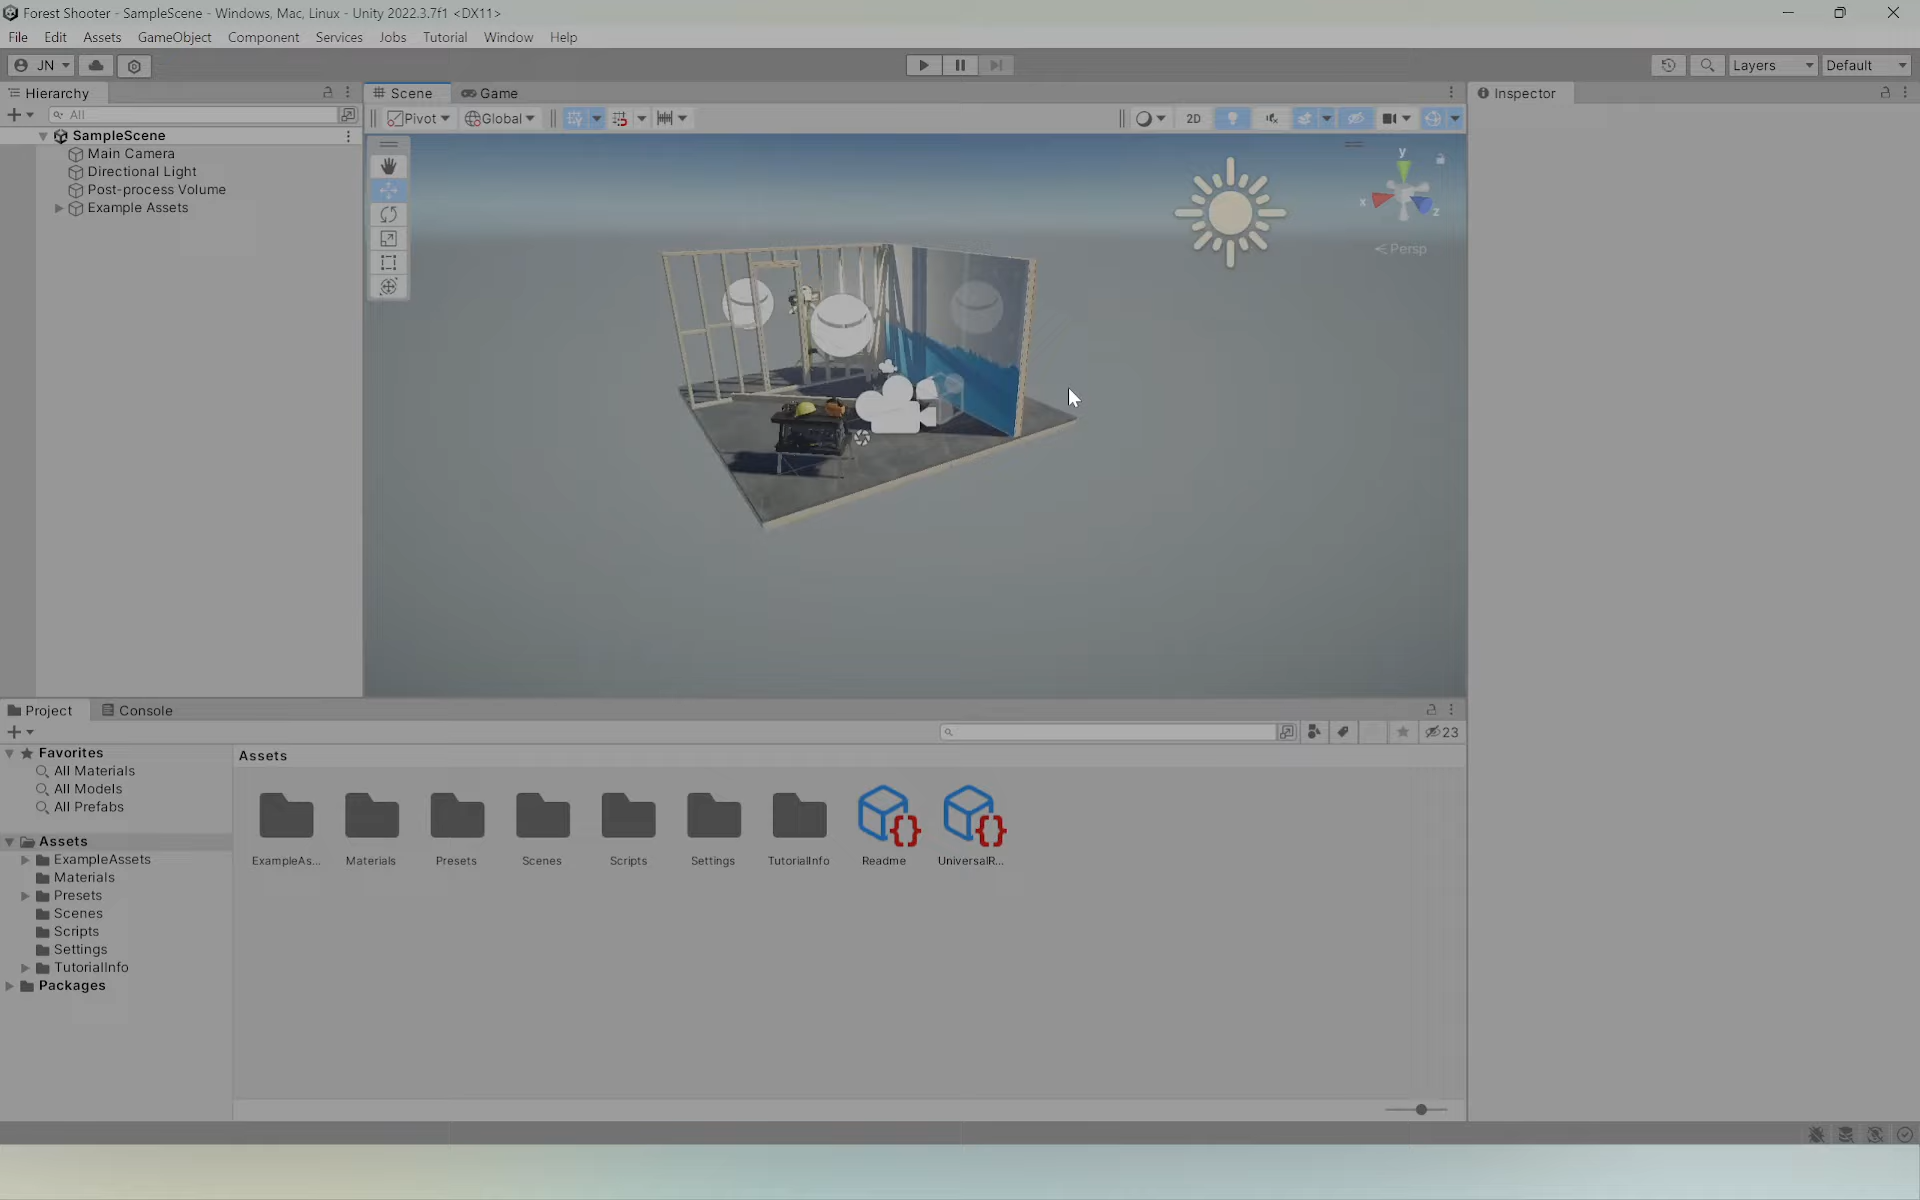 Forest Shooter - SampleScene - Windows, Mac, Linux - Unity 2022.3.7f1 <DX11>
File Edit Assets GameObject Component Services Jobs Tutorial Window Help
JN Layers Default
Hierarchy
All
SampleScene
Main Camera
Directional Light
Post-process Volume
Example Assets
Scene Game
Pivot Global 2D
y
x z
Persp
Inspector
Project Console
23
Favorites
All Materials
All Models
All Prefabs
Assets
ExampleAssets
Materials
Presets
Scenes
Scripts
Settings
TutorialInfo
Packages
Assets
ExampleAs... Materials Presets Scenes Scripts Settings TutorialInfo Readme UniversalR...